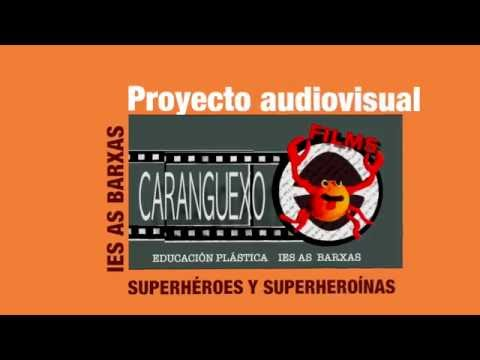 Proyecto audiovisual
IES AS BARXAS
FILMS
CARANGUEXO
EDUCACIÓN PLÁSTICA IES AS BARXAS
SUPERHÉROES Y SUPERHEROÍNAS